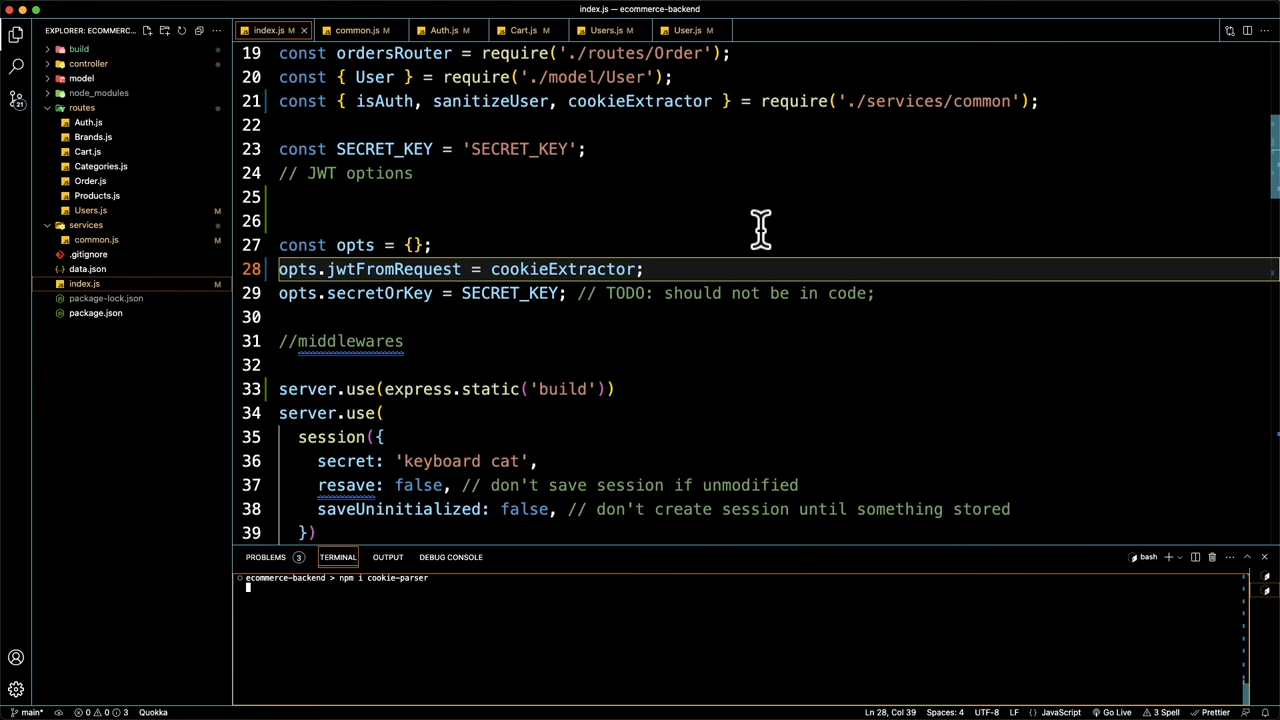 index.js — ecommerce-backend
EXPLORER: ECOMMERC...
index.js
common.js M
Auth.js M
Cart.js M
Users.js M
User.js M
build
controller
model
node_modules
routes
Auth.js
Brands.js
Cart.js
Categories.js
Order.js
Products.js
Users.js M
services
common.js M
.gitignore
data.json
index.js M
package-lock.json
package.json
21
19 const ordersRouter = require('./routes/Order');
20 const { User } = require('./model/User');
21 const { isAuth, sanitizeUser, cookieExtractor } = require('./services/common');
22
23 const SECRET_KEY = 'SECRET_KEY';
24 // JWT options
25
26
27 const opts = {};
28 opts.jwtFromRequest = cookieExtractor;
29 opts.secretOrKey = SECRET_KEY; // TODO: should not be in code;
30
31 //middlewares
32
33 server.use(express.static('build'))
34 server.use(
35 session({
36 secret: 'keyboard cat',
37 resave: false, // don't save session if unmodified
38 saveUninitialized: false, // don't create session until something stored
39 })
PROBLEMS 3 TERMINAL OUTPUT DEBUG CONSOLE bash
ecommerce-backend > npm i cookie-parser
main* 0 0 3 Quokka Ln 28, Col 39 Spaces: 4 UTF-8 LF JavaScript Go Live 3 Spell Prettier